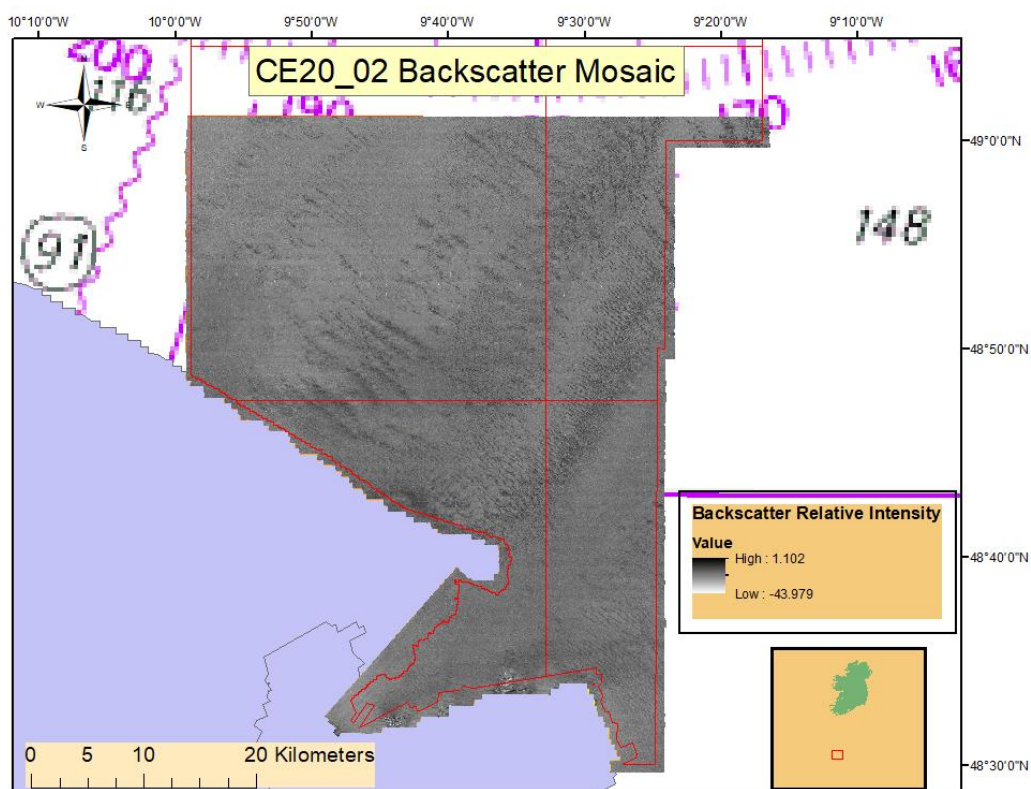 10°10'0"W 10°0'0"W 9°50'0"W 9°40'0"W 9°30'0"W 9°20'0"W 9°10'0"W
200
CE20_02 Backscatter Mosaic
116
N
W
S
170
49°0'0"N
91
148
48°50'0"N
Backscatter Relative Intensity
Value
High : 1.102
Low : -43.979
48°40'0"N
0 5 10 20 Kilometers
48°30'0"N